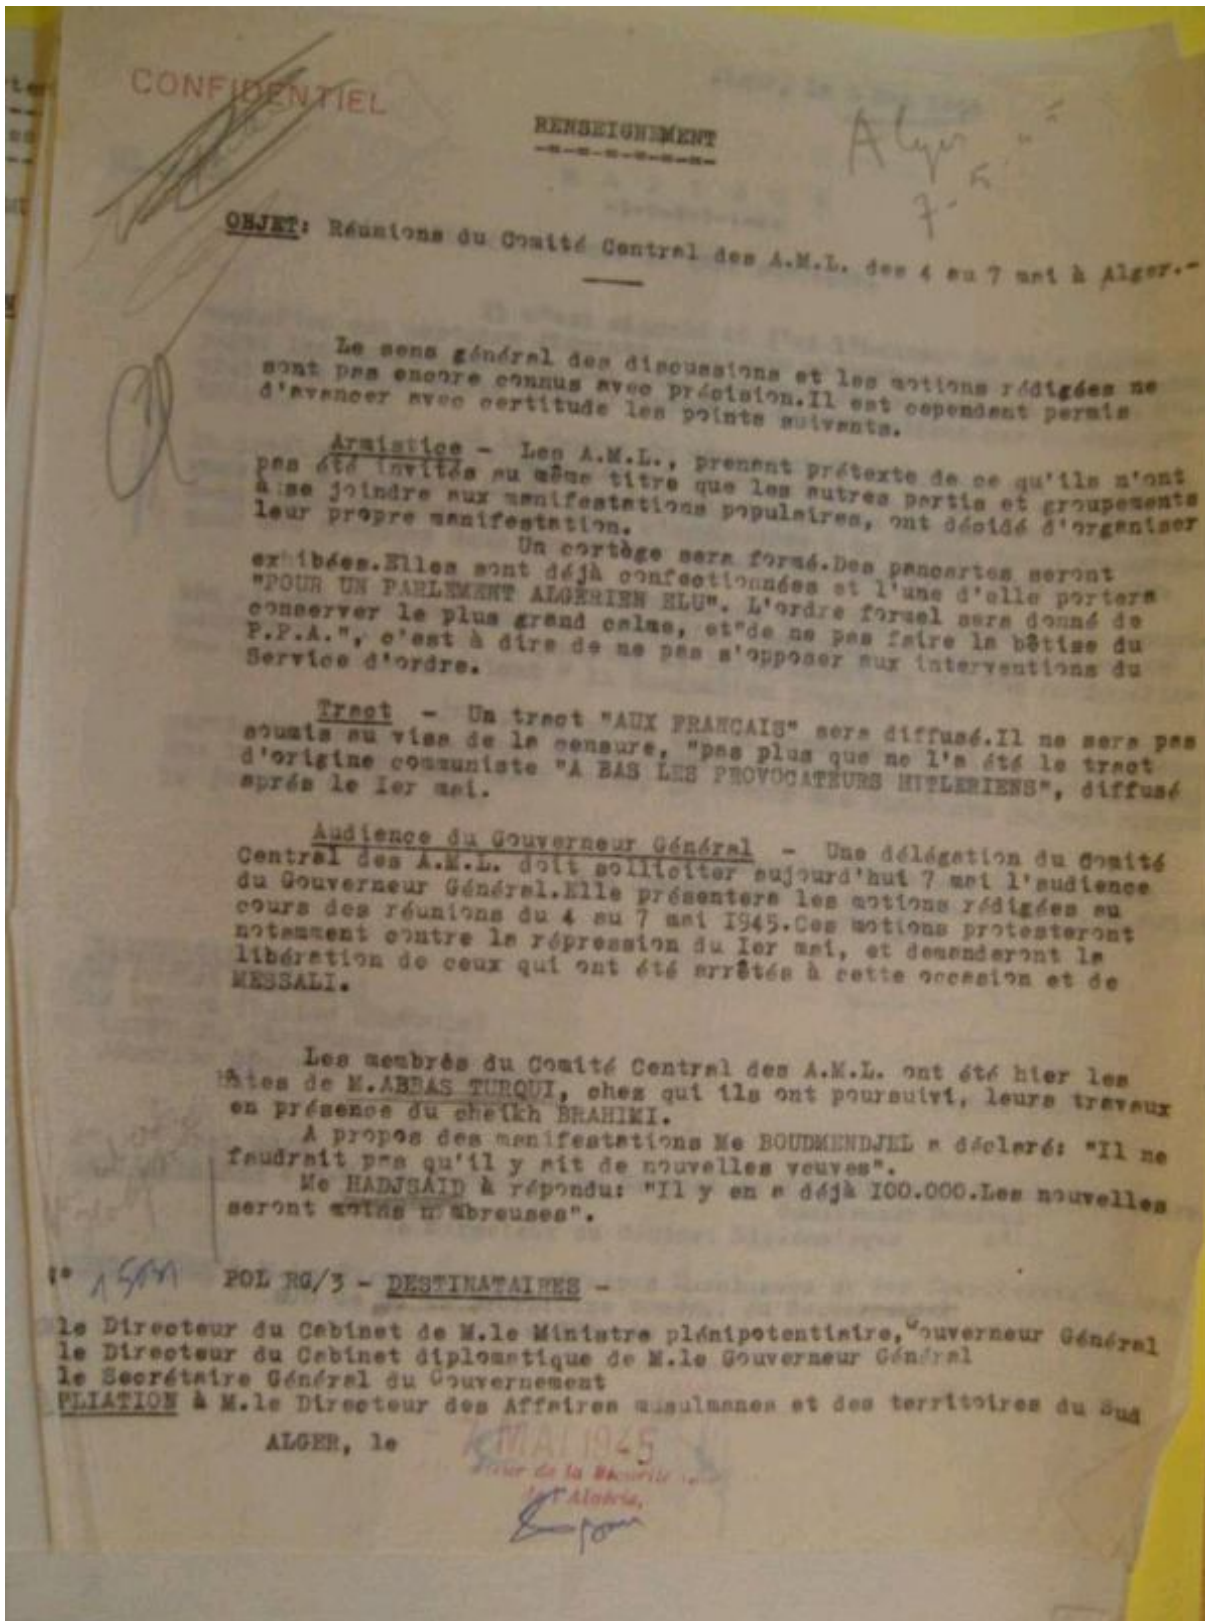 CONFIDENTIEL
RENSEIGNEMENT
-=-=-=-=-=-=-
Alger
7-5
OBJET: Réunions du Comité Central des A.M.L. des 4 au 7 mai à Alger.-
Le sens général des discussions et les motions rédigées ne
sont pas encore connus avec précision.Il est cependant permis
d'avancer avec certitude les points suivants.
Armistice - Les A.M.L., prenant prétexte de ce qu'ils n'ont
pas été invités au même titre que les autres partis et groupements
à se joindre aux manifestations populaires, ont décidé d'organiser
leur propre manifestation.
Un cortège sera formé.Des pancartes seront
exhibées.Elles sont déjà confectionnées et l'une d'elle portera
"POUR UN PARLEMENT ALGERIEN ELU". L'ordre formel sera donné de
conserver le plus grand calme, et"de ne pas faire la bêtise du
P.P.A.", c'est à dire de ne pas s'opposer aux interventions du
Service d'ordre.
Tract - Un tract "AUX FRANCAIS" sera diffusé.Il ne sera pas
soumis au visa de la censure, "pas plus que ne l'a été le tract
d'origine communiste "A BAS LES PROVOCATEURS HITLERIENS", diffusé
après le Ier mai.
Audience du Gouverneur Général - Une délégation du Comité
Central des A.M.L. doit solliciter aujourd'hui 7 mai l'audience
du Gouverneur Général.Elle présentera les motions rédigées au
cours des réunions du 4 au 7 mai I945.Ces motions protesteront
notamment contre la répression du Ier mai, et demanderont la
libération de ceux qui ont été arrêtés à cette occasion et de
MESSALI.
Les membrès du Comité Central des A.M.L. ont été hier les
hôtes de M.ABBAS TURQUI, chez qui ils ont poursuivi, leurs travaux
en présence du cheikh BRAHIMI.
A propos des manifestations Me BOUDMENDJEL a déclaré: "Il ne
faudrait pas qu'il y ait de nouvelles veuves".
Me HADJSAID à répondu: "Il y en a déjà I00.000.Les nouvelles
seront moins nombreuses".
N°
POL RG/3 - DESTINATAIRES -
le Directeur du Cabinet de M.le Ministre plénipotentiaire,Gouverneur Général
le Directeur du Cabinet diplomatique de M.le Gouverneur Général
le Secrétaire Général du Gouvernement
PLIATION à M.le Directeur des Affaires musulmanes et des territoires du Sud
ALGER, le
MAI 1945
de la Sécurité
de l'Algérie,